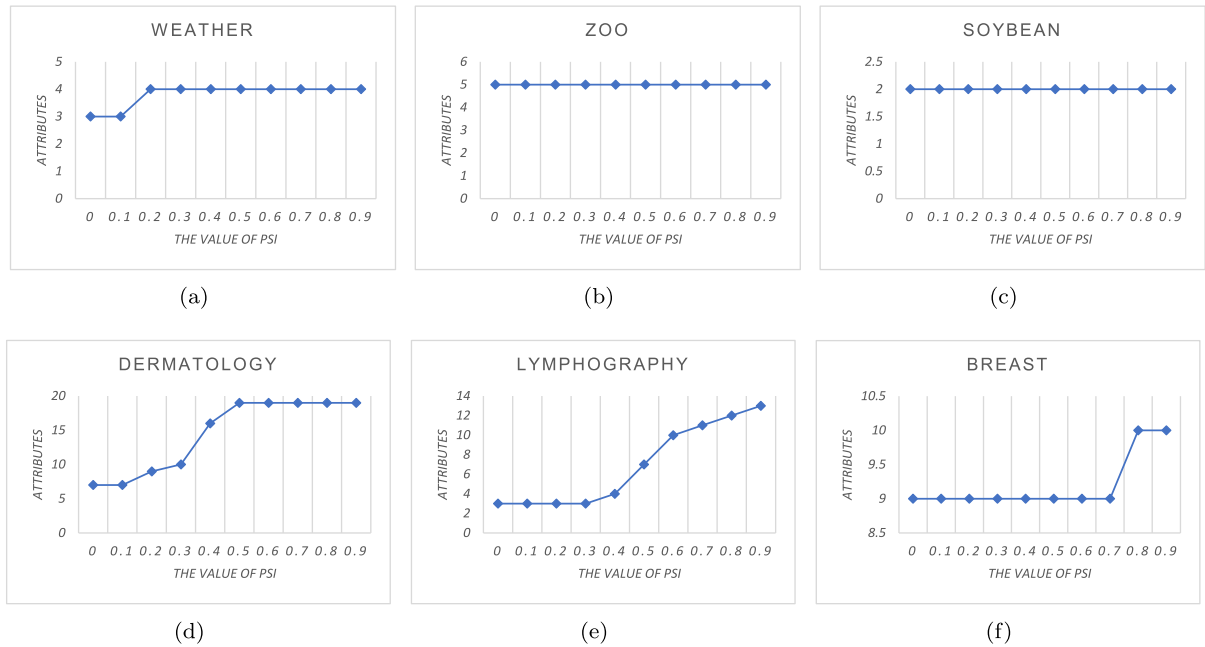 WEATHER
5
4
3
2
1
0
ATTRIBUTES
0 0.1 0.2 0.3 0.4 0.5 0.6 0.7 0.8 0.9
THE VALUE OF PSI
(a)
ZOO
6
5
4
3
2
1
0
ATTRIBUTES
0 0.1 0.2 0.3 0.4 0.5 0.6 0.7 0.8 0.9
THE VALUE OF PSI
(b)
SOYBEAN
2.5
2
1.5
1
0.5
0
ATTRIBUTES
0 0.1 0.2 0.3 0.4 0.5 0.6 0.7 0.8 0.9
THE VALUE OF PSI
(c)
DERMATOLOGY
20
15
10
5
0
ATTRIBUTES
0 0.1 0.2 0.3 0.4 0.5 0.6 0.7 0.8 0.9
THE VALUE OF PSI
(d)
LYMPHOGRAPHY
14
12
10
8
6
4
2
0
ATTRIBUTES
0 0.1 0.2 0.3 0.4 0.5 0.6 0.7 0.8 0.9
THE VALUE OF PSI
(e)
BREAST
10.5
10
9.5
9
8.5
ATTRIBUTES
0 0.1 0.2 0.3 0.4 0.5 0.6 0.7 0.8 0.9
THE VALUE OF PSI
(f)